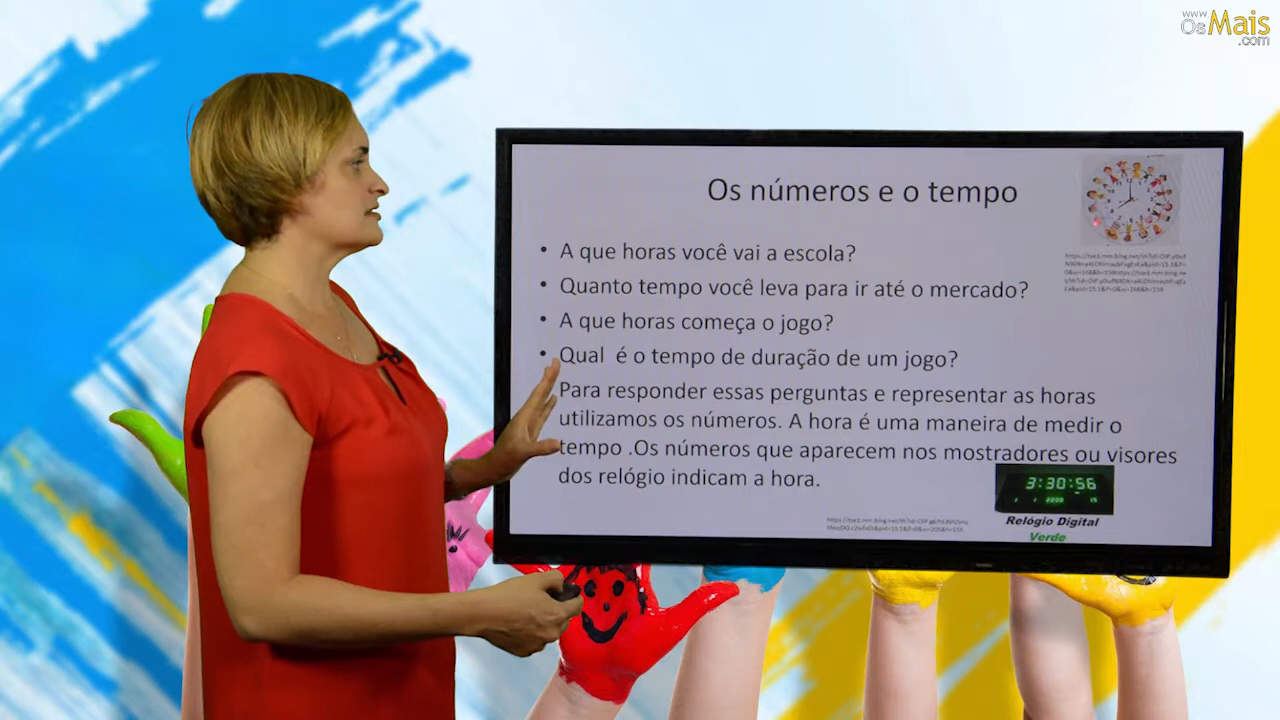 www
OsMais
.com
Os números e o tempo
• A que horas você vai a escola?
• Quanto tempo você leva para ir até o mercado?
• A que horas começa o jogo?
• Qual é o tempo de duração de um jogo?
Para responder essas perguntas e representar as horas
utilizamos os números. A hora é uma maneira de medir o
tempo .Os números que aparecem nos mostradores ou visores
dos relógio indicam a hora.
3:30:56
Relógio Digital
Verde